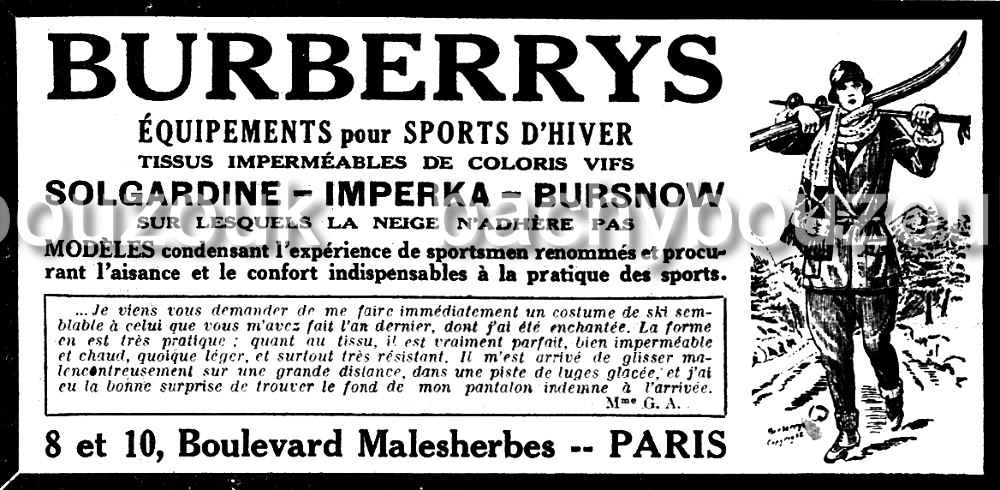 BURBERRYS
ÉQUIPEMENTS pour SPORTS D'HIVER
TISSUS IMPERMÉABLES DE COLORIS VIFS
SOLGARDINE – IMPERKA – BURSNOW
SUR LESQUELS LA NEIGE N'ADHÈRE PAS
MODÈLES condensant l'expérience de sportsmen renommés et procu-
rant l'aisance et le confort indispensables à la pratique des sports.
...Je viens vous demander de me faire immédiatement un costume de ski sem-
blable à celui que vous m'avez fait l'an dernier, dont j'ai été enchantée. La forme
en est très pratique ; quant au tissu, il est vraiment parfait, bien imperméable
et chaud, quoique léger, et surtout très résistant. Il m'est arrivé de glisser ma-
lencontreusement sur une grande distance, dans une piste de luges glacée, et j'ai
eu la bonne surprise de trouver le fond de mon pantalon indemne à l'arrivée.
Mme G. A.
8 et 10, Boulevard Malesherbes -- PARIS
Burberrys
Copyright